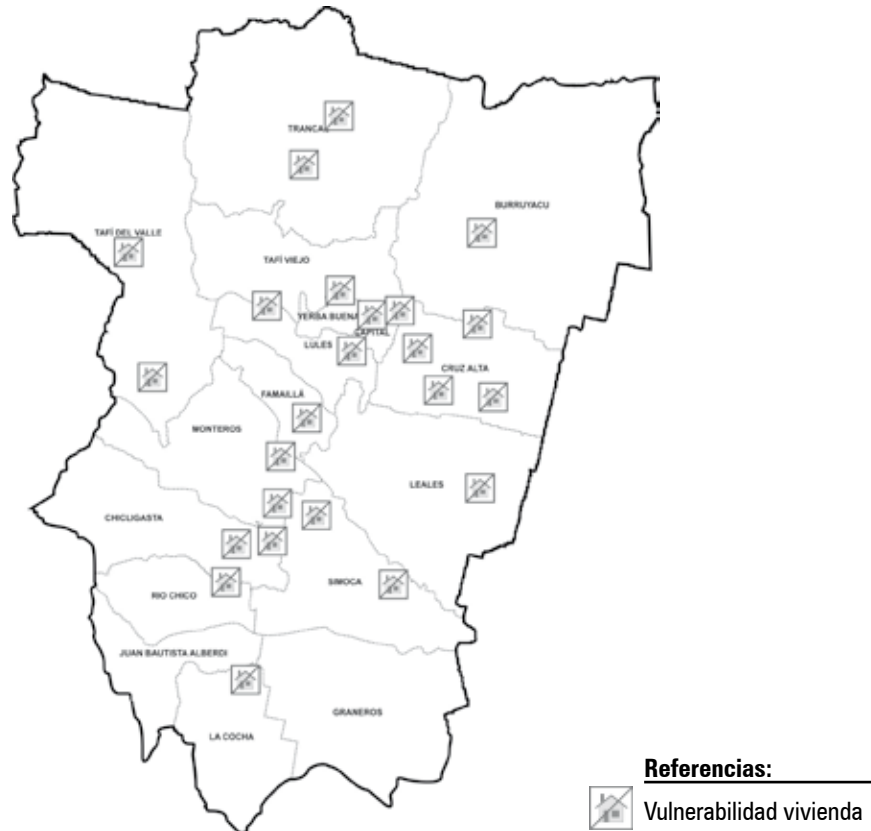 TRANCAS
BURRUYACU
TAFÍ DEL VALLE
TAFÍ VIEJO
YERBA BUENA
CAPITAL
LULES
CRUZ ALTA
FAMAILLÁ
MONTEROS
LEALES
CHICLIGASTA
SIMOCA
RIO CHICO
JUAN BAUTISTA ALBERDI
GRANEROS
LA COCHA
Referencias:
Vulnerabilidad vivienda